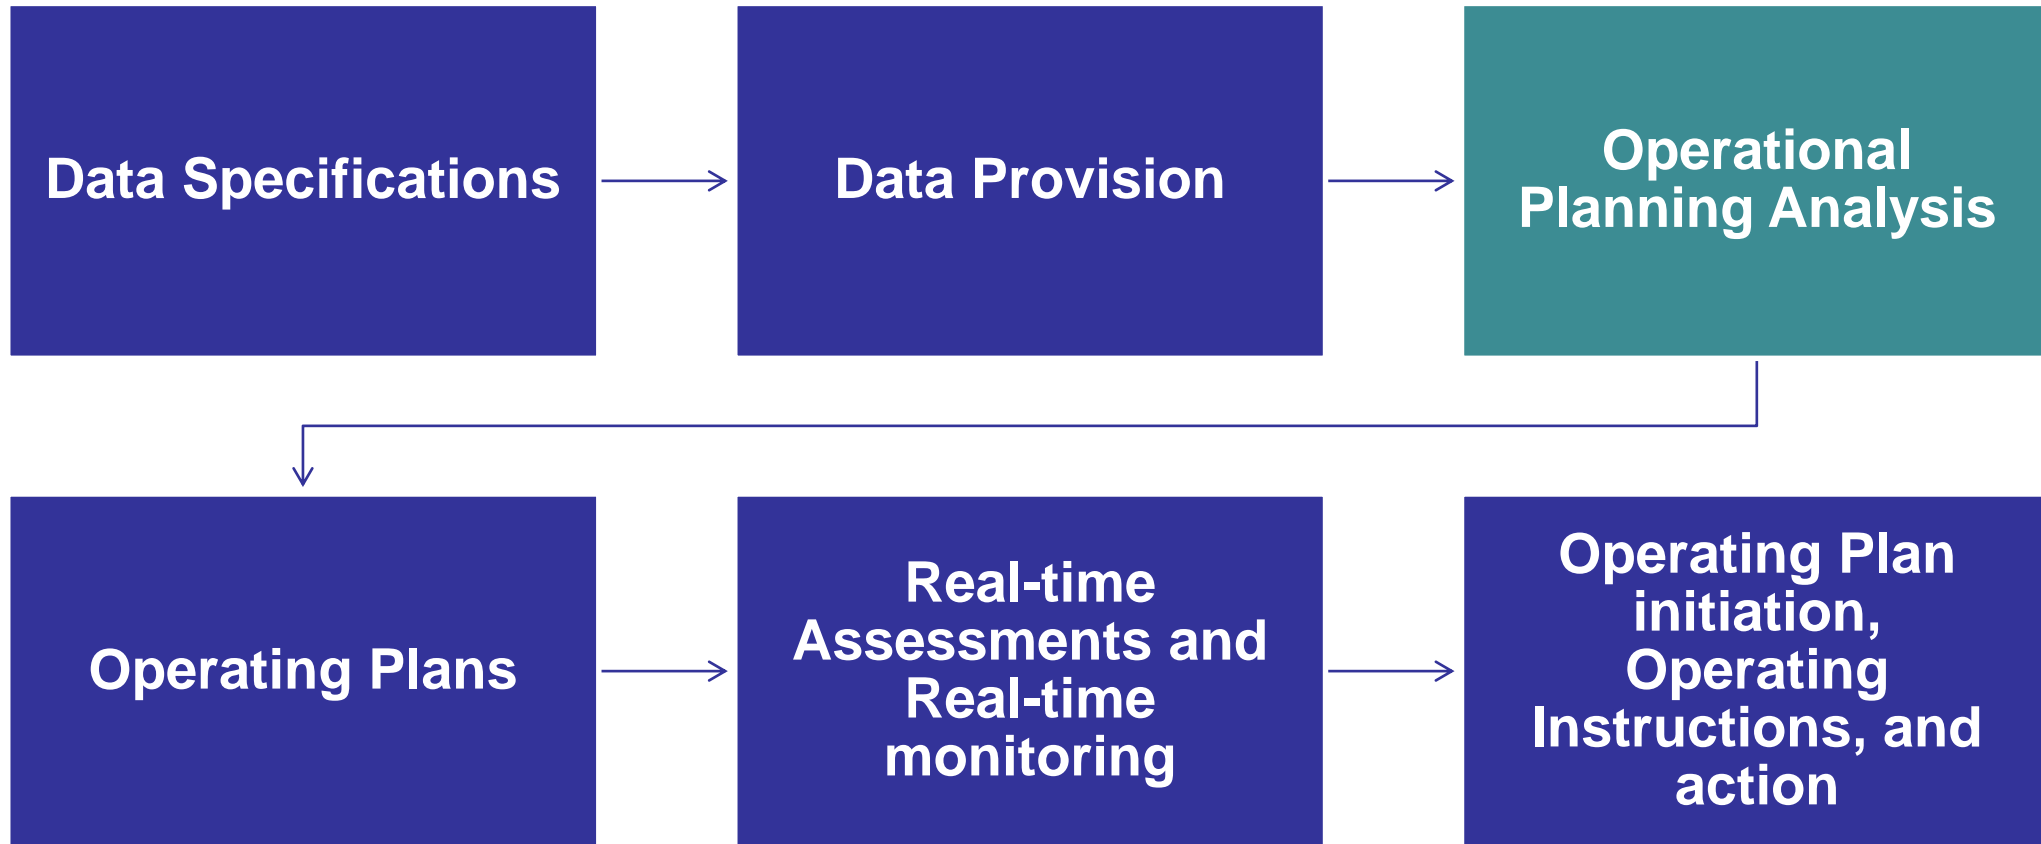 Data Specifications
Data Provision
Operational
Planning Analysis
Operating Plans
Real-time
Assessments and
Real-time
monitoring
Operating Plan
initiation,
Operating
Instructions, and
action